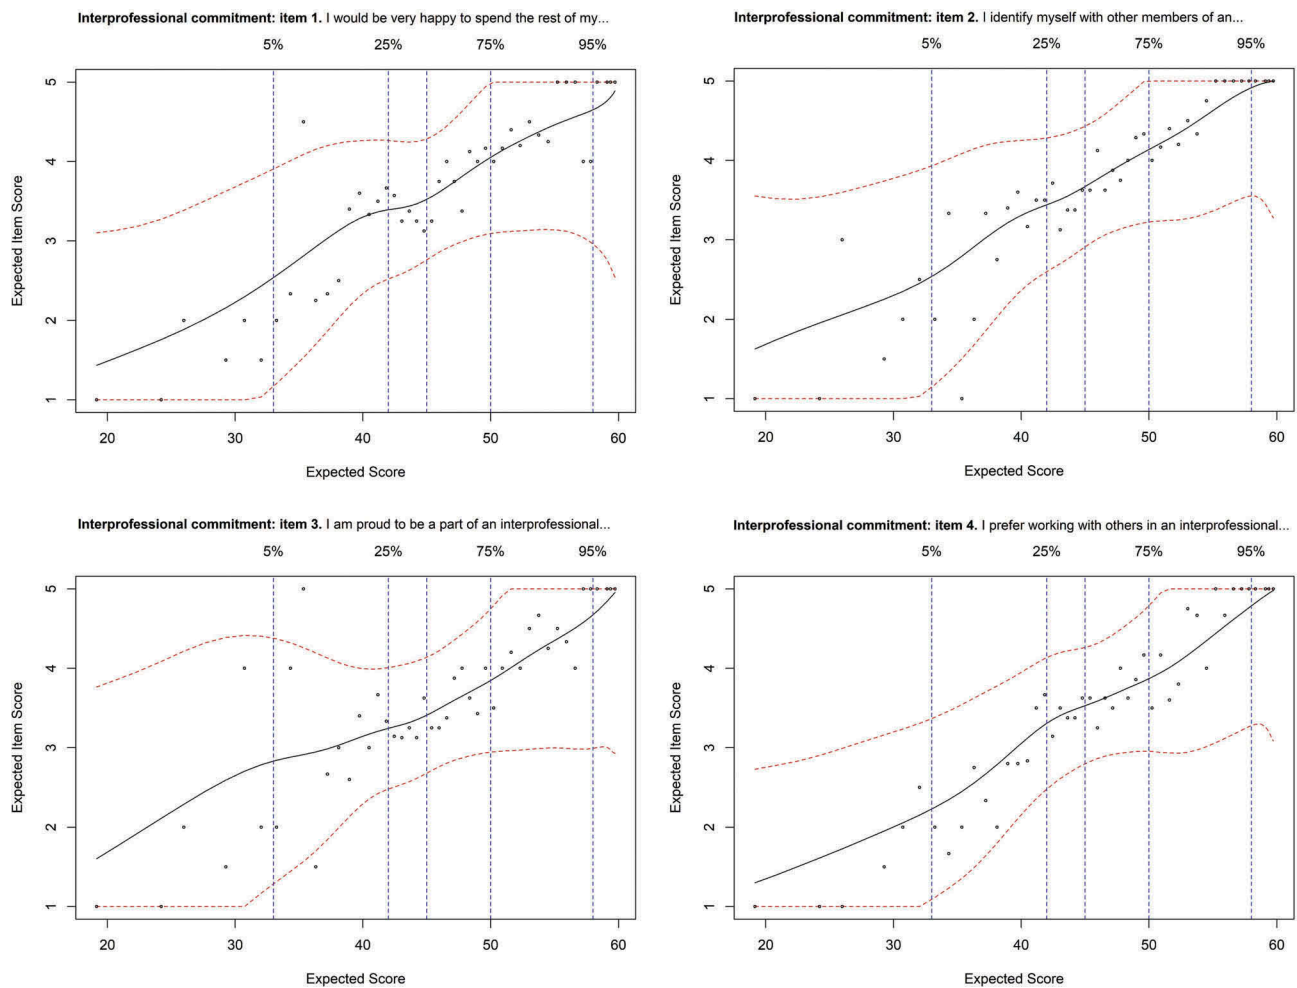 Interprofessional commitment: item 1. I would be very happy to spend the rest of my...
5% 25% 75% 95%
Expected Item Score
5
4
3
2
1
20 30 40 50 60
Expected Score
Interprofessional commitment: item 2. I identify myself with other members of an...
5% 25% 75% 95%
Expected Item Score
5
4
3
2
1
20 30 40 50 60
Expected Score
Interprofessional commitment: item 3. I am proud to be a part of an interprofessional...
5% 25% 75% 95%
Expected Item Score
5
4
3
2
1
20 30 40 50 60
Expected Score
Interprofessional commitment: item 4. I prefer working with others in an interprofessional...
5% 25% 75% 95%
Expected Item Score
5
4
3
2
1
20 30 40 50 60
Expected Score